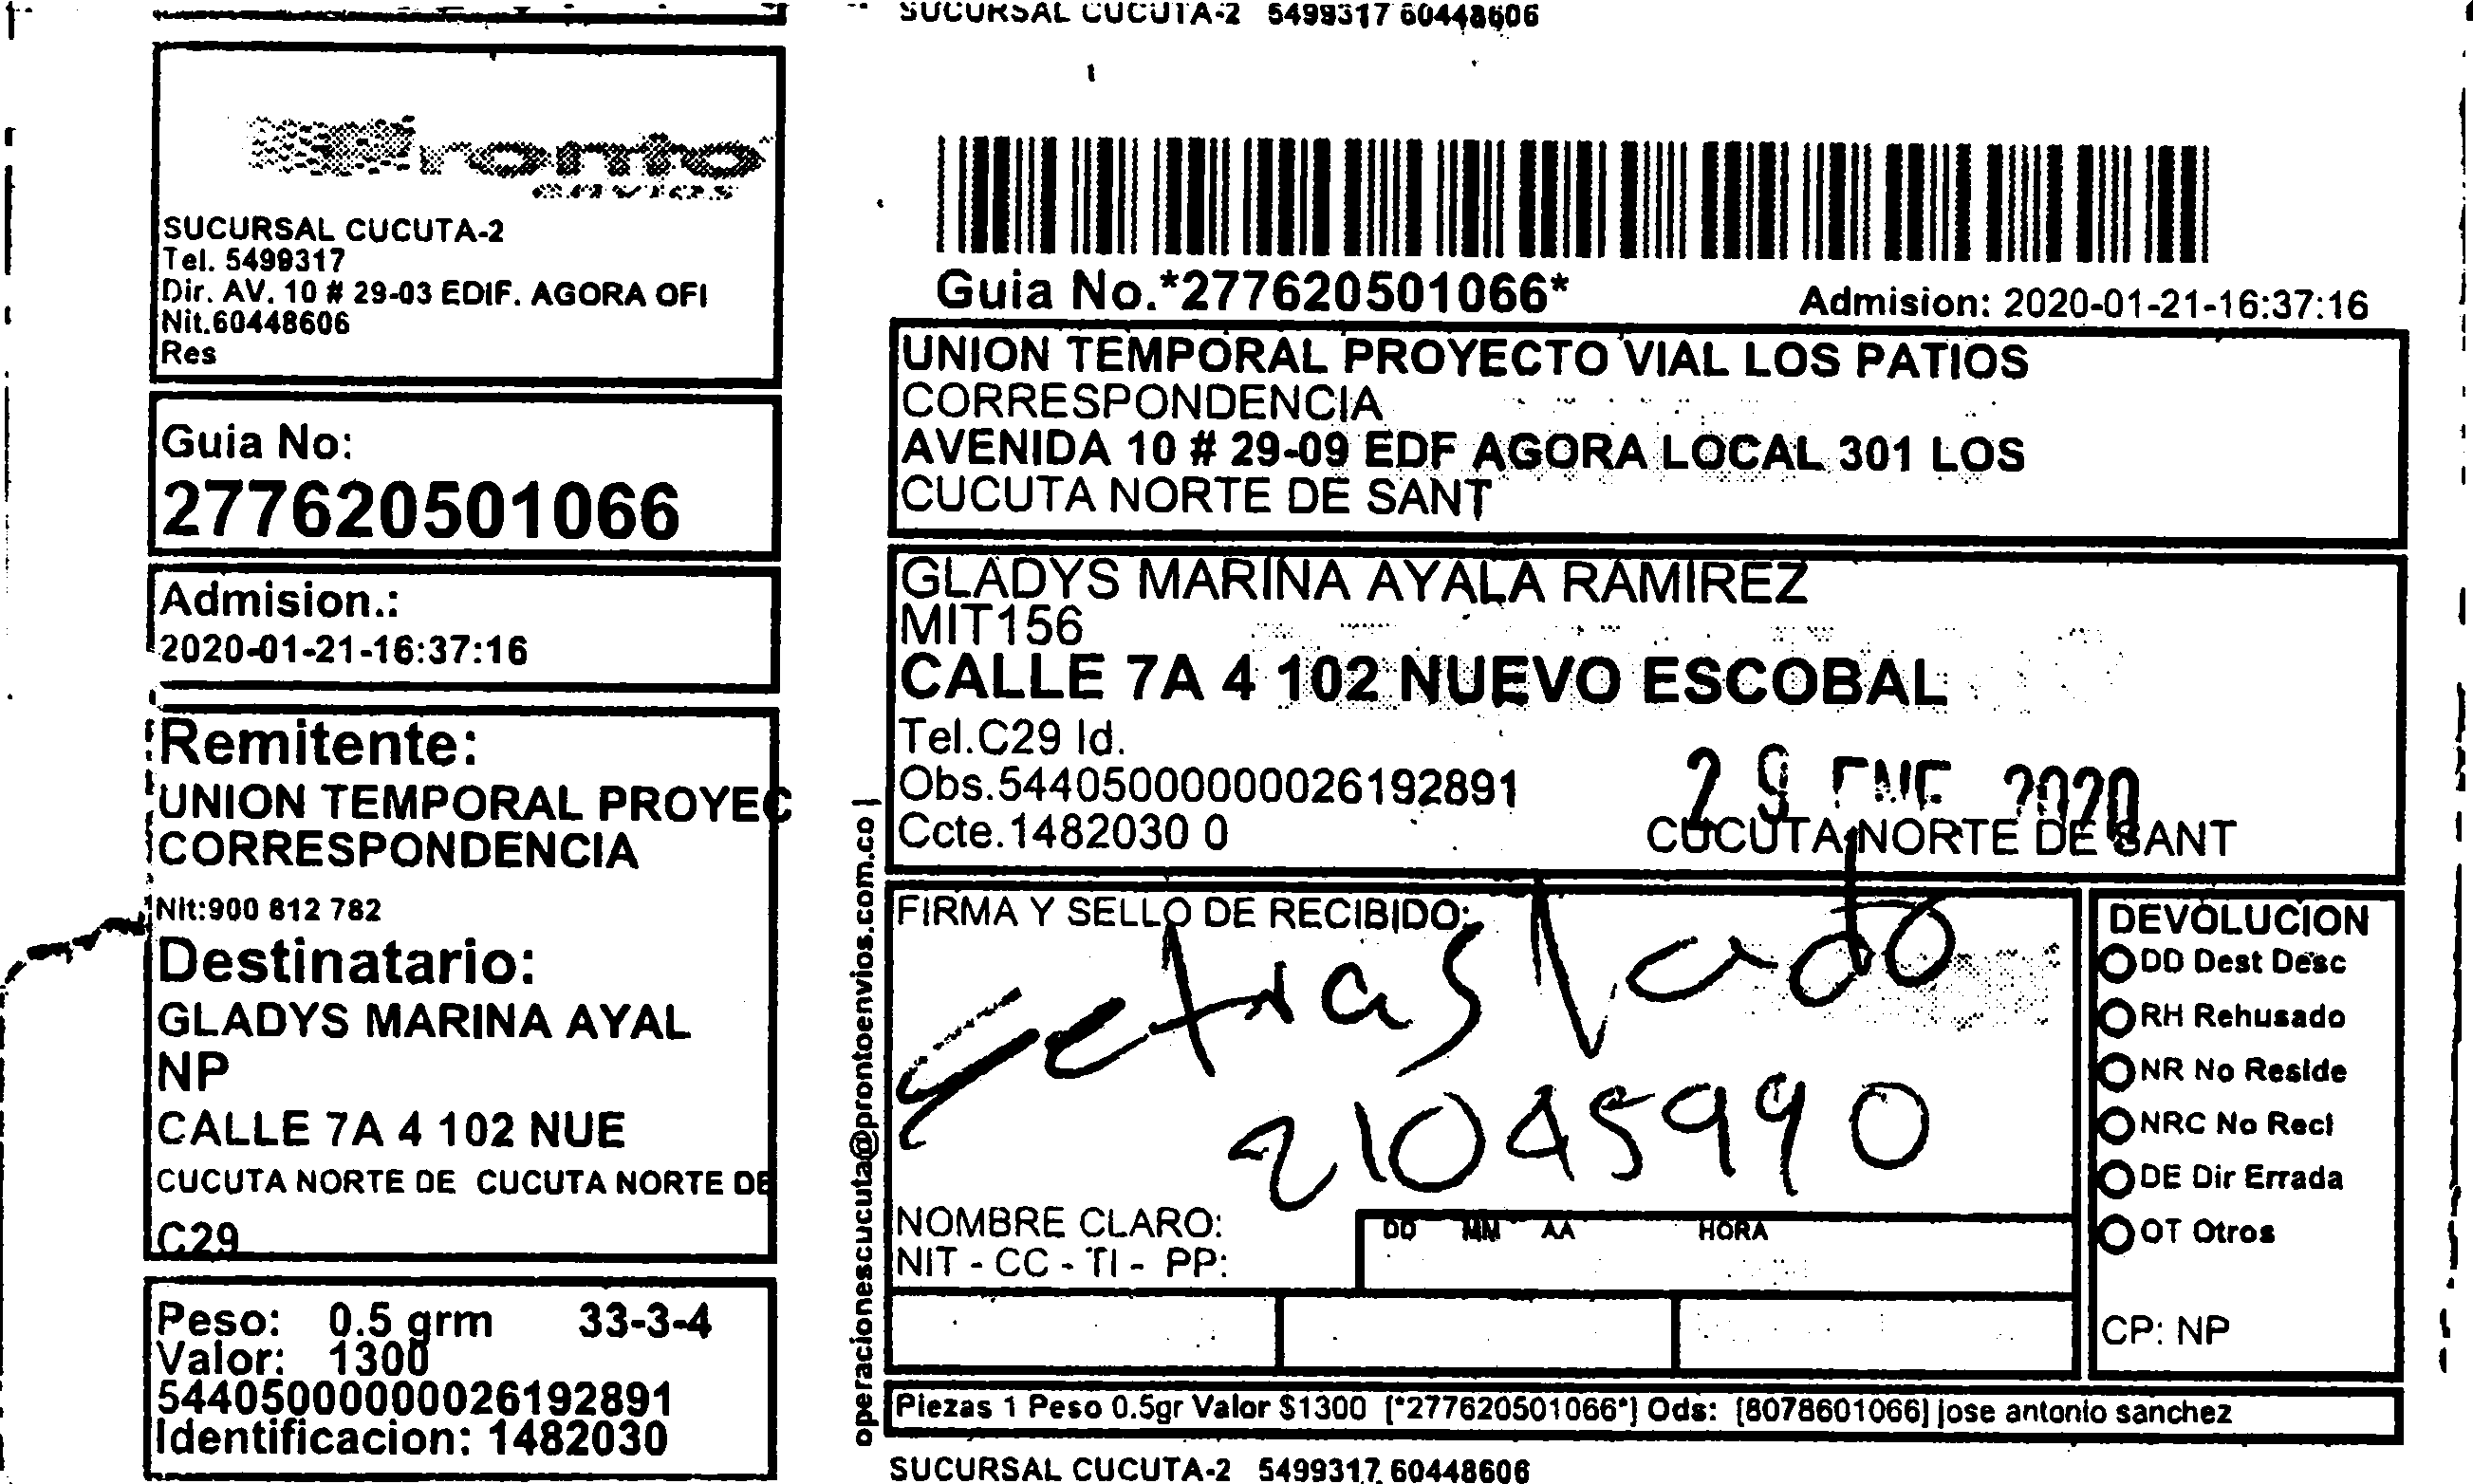 SUCURSAL CUCUTA-2 5499317 60448606
Pronto
envios
SUCURSAL CUCUTA-2
Tel. 5499317
Dir. AV. 10 # 29-03 EDIF. AGORA OFI
Nit.60448606
Res
Guia No:
277620501066
Admision.:
2020-01-21-16:37:16
Remitente:
UNION TEMPORAL PROYEC
CORRESPONDENCIA
Nit:900 812 782
Destinatario:
GLADYS MARINA AYAL
NP
CALLE 7A 4 102 NUE
CUCUTA NORTE DE CUCUTA NORTE DE
C29
Peso: 0.5 grm 33-3-4
Valor: 1300
544050000000026192891
Identificacion: 1482030
operacionescucuta@prontoenvios.com.co |
Guia No.*277620501066*
Admision: 2020-01-21-16:37:16
UNION TEMPORAL PROYECTO VIAL LOS PATIOS
CORRESPONDENCIA
AVENIDA 10 # 29-09 EDF AGORA LOCAL 301 LOS
CUCUTA NORTE DE SANT
GLADYS MARINA AYALA RAMIREZ
MIT156
CALLE 7A 4 102 NUEVO ESCOBAL
Tel.C29 Id.
Obs.544050000000026192891
29 ENE 2020
Ccte.1482030 0
CUCUTA NORTE DE SANT
FIRMA Y SELLO DE RECIBIDO:
Se traslado
21045990
NOMBRE CLARO:
NIT - CC - TI - PP:
DD MM AA HORA
DEVOLUCION
DD Dest Desc
RH Rehusado
NR No Reside
NRC No Recl
DE Dir Errada
OT Otros
CP: NP
Piezas 1 Peso 0.5gr Valor $1300 [*277620501066*] Ods: [8078601066] jose antonio sanchez
SUCURSAL CUCUTA-2 5499317 60448606